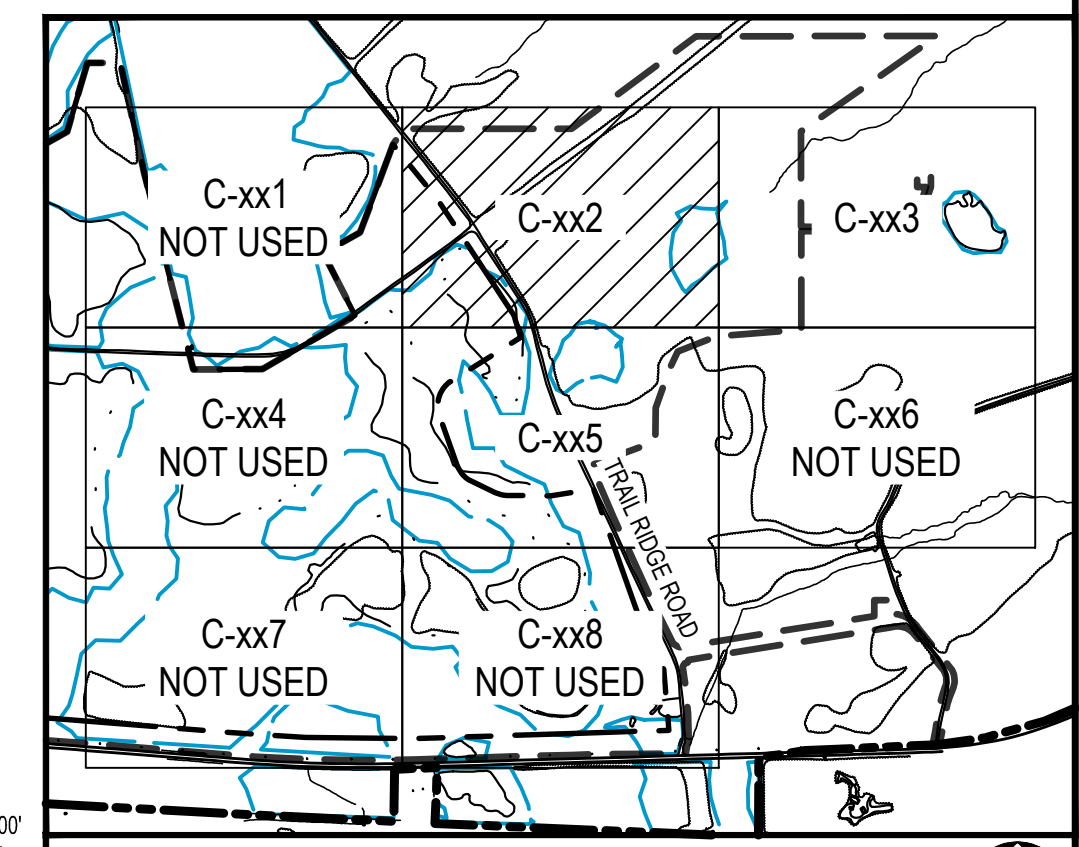 C-xx1
NOT USED
C-xx2
C-xx3
C-xx4
NOT USED
C-xx5
C-xx6
NOT USED
TRAIL RIDGE ROAD
C-xx7
NOT USED
C-xx8
NOT USED
00'